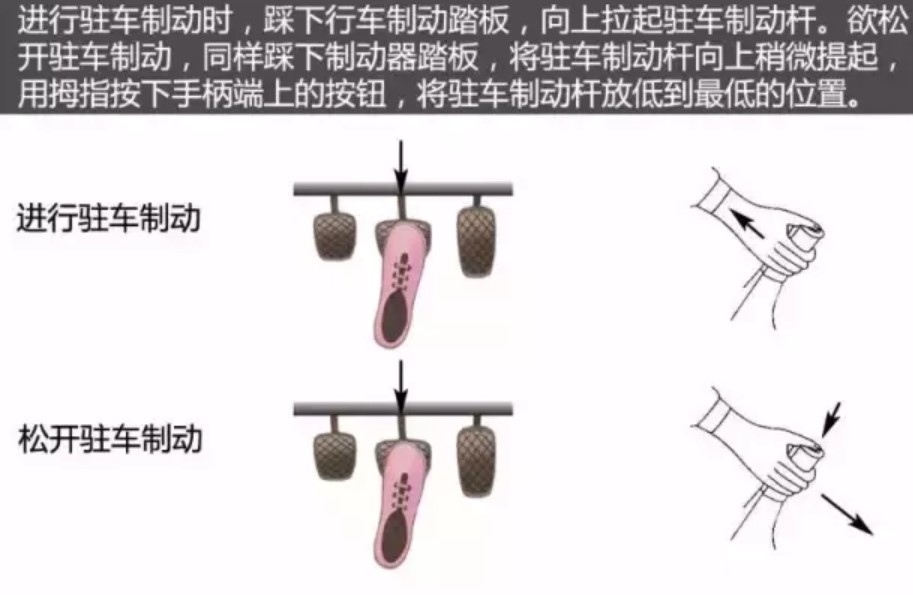 进行驻车制动时，踩下行车制动踏板，向上拉起驻车制动杆。欲松
开驻车制动，同样踩下制动器踏板，将驻车制动杆向上稍微提起，
用拇指按下手柄端上的按钮，将驻车制动杆放低到最低的位置。
进行驻车制动
松开驻车制动